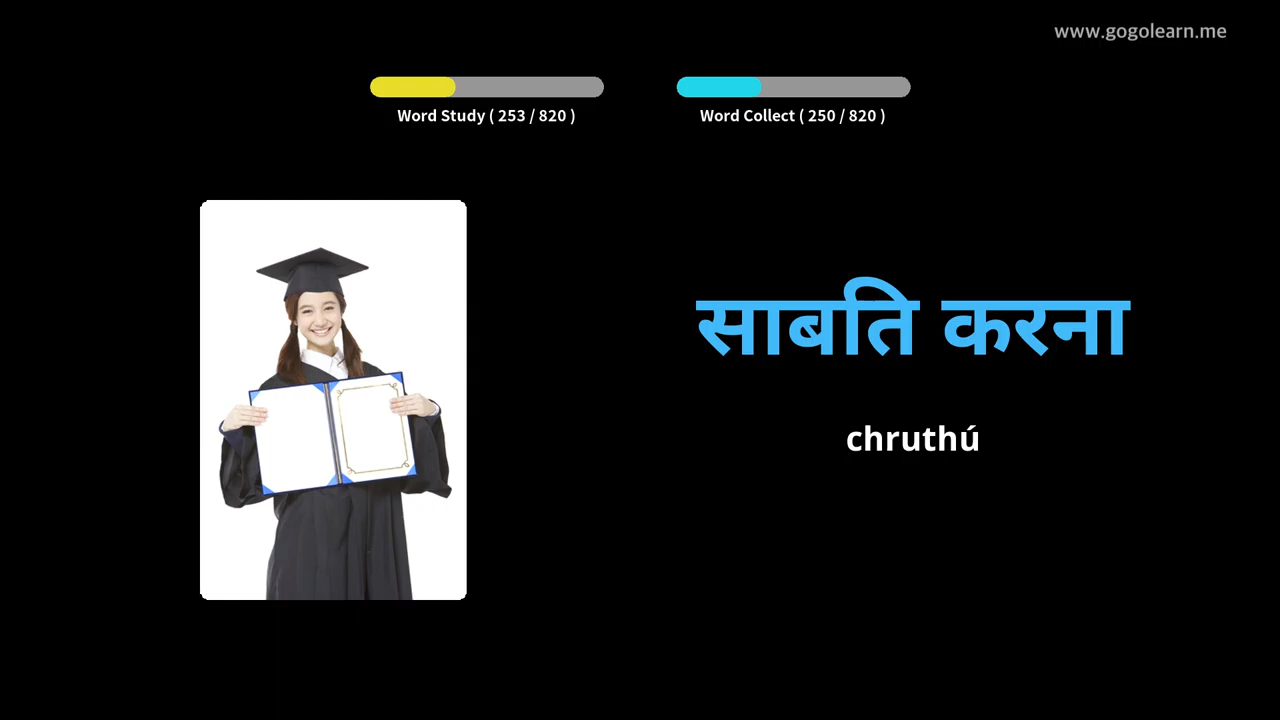 www.gogolearn.me
Word Study ( 253 / 820 )
Word Collect ( 250 / 820 )
साबति करना
chruthú